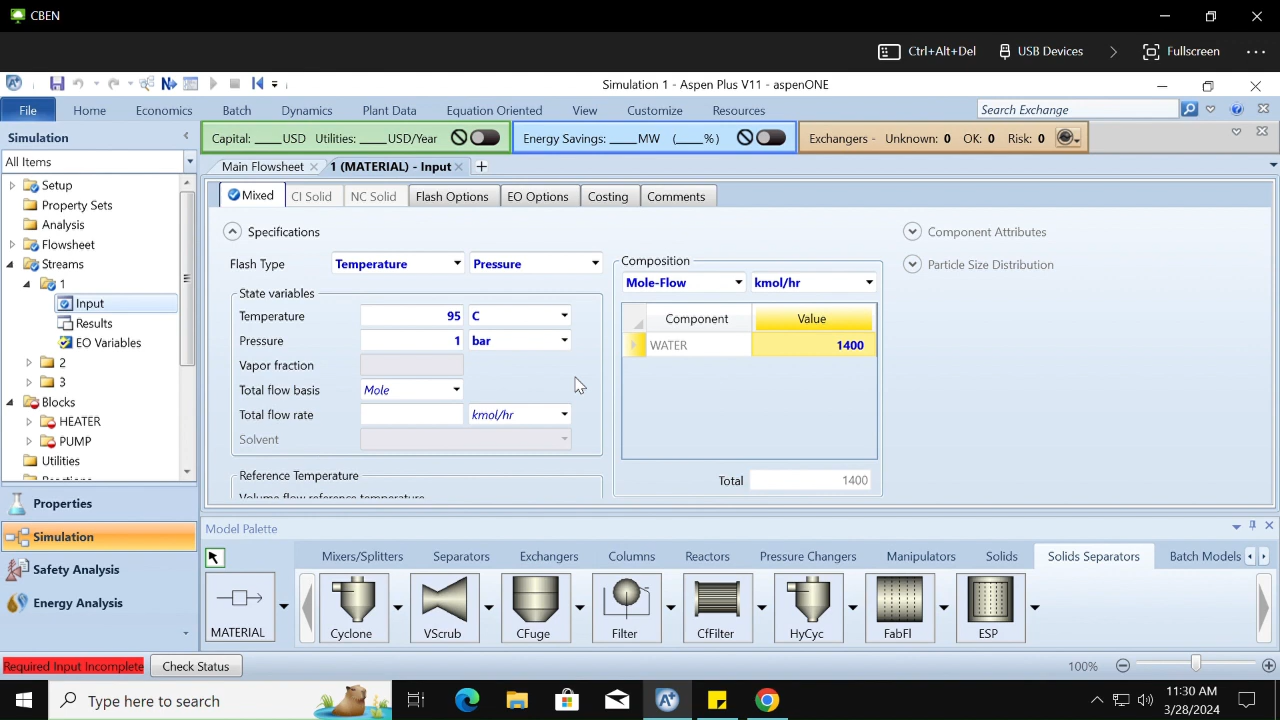 CBEN
Ctrl+Alt+Del USB Devices Fullscreen
Simulation 1 - Aspen Plus V11 - aspenONE
File Home Economics Batch Dynamics Plant Data Equation Oriented View Customize Resources Search Exchange
Simulation
Capital: ____USD Utilities: ____USD/Year Energy Savings: ____MW (____%) Exchangers - Unknown: 0 OK: 0 Risk: 0
All Items
Main Flowsheet 1 (MATERIAL) - Input
Setup
Property Sets
Analysis
Flowsheet
Streams
1
Input
Results
EO Variables
2
3
Blocks
HEATER
PUMP
Utilities
Reactions
Mixed CI Solid NC Solid Flash Options EO Options Costing Comments
Specifications
Flash Type Temperature Pressure
State variables
Temperature 95 C
Pressure 1 bar
Vapor fraction
Total flow basis Mole
Total flow rate kmol/hr
Solvent
Reference Temperature
Volume flow reference temperature
Composition
Mole-Flow kmol/hr
Component Value
WATER 1400
Total 1400
Component Attributes
Particle Size Distribution
Properties
Simulation
Safety Analysis
Energy Analysis
Model Palette
Mixers/Splitters Separators Exchangers Columns Reactors Pressure Changers Manipulators Solids Solids Separators Batch Models
MATERIAL Cyclone VScrub CFuge Filter CfFilter HyCyc FabFl ESP
Required Input Incomplete Check Status 100%
Type here to search
11:30 AM
3/28/2024